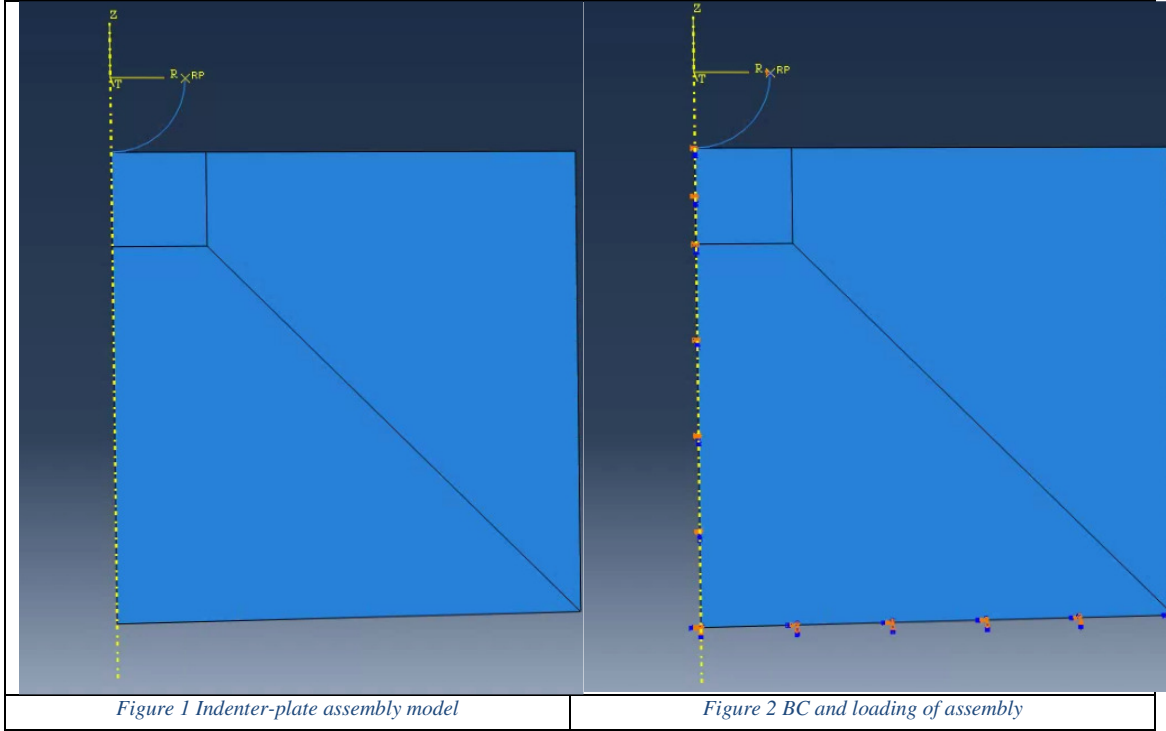 Z
R
RP
T
Z
R
RP
T
Figure 1 Indenter-plate assembly model
Figure 2 BC and loading of assembly